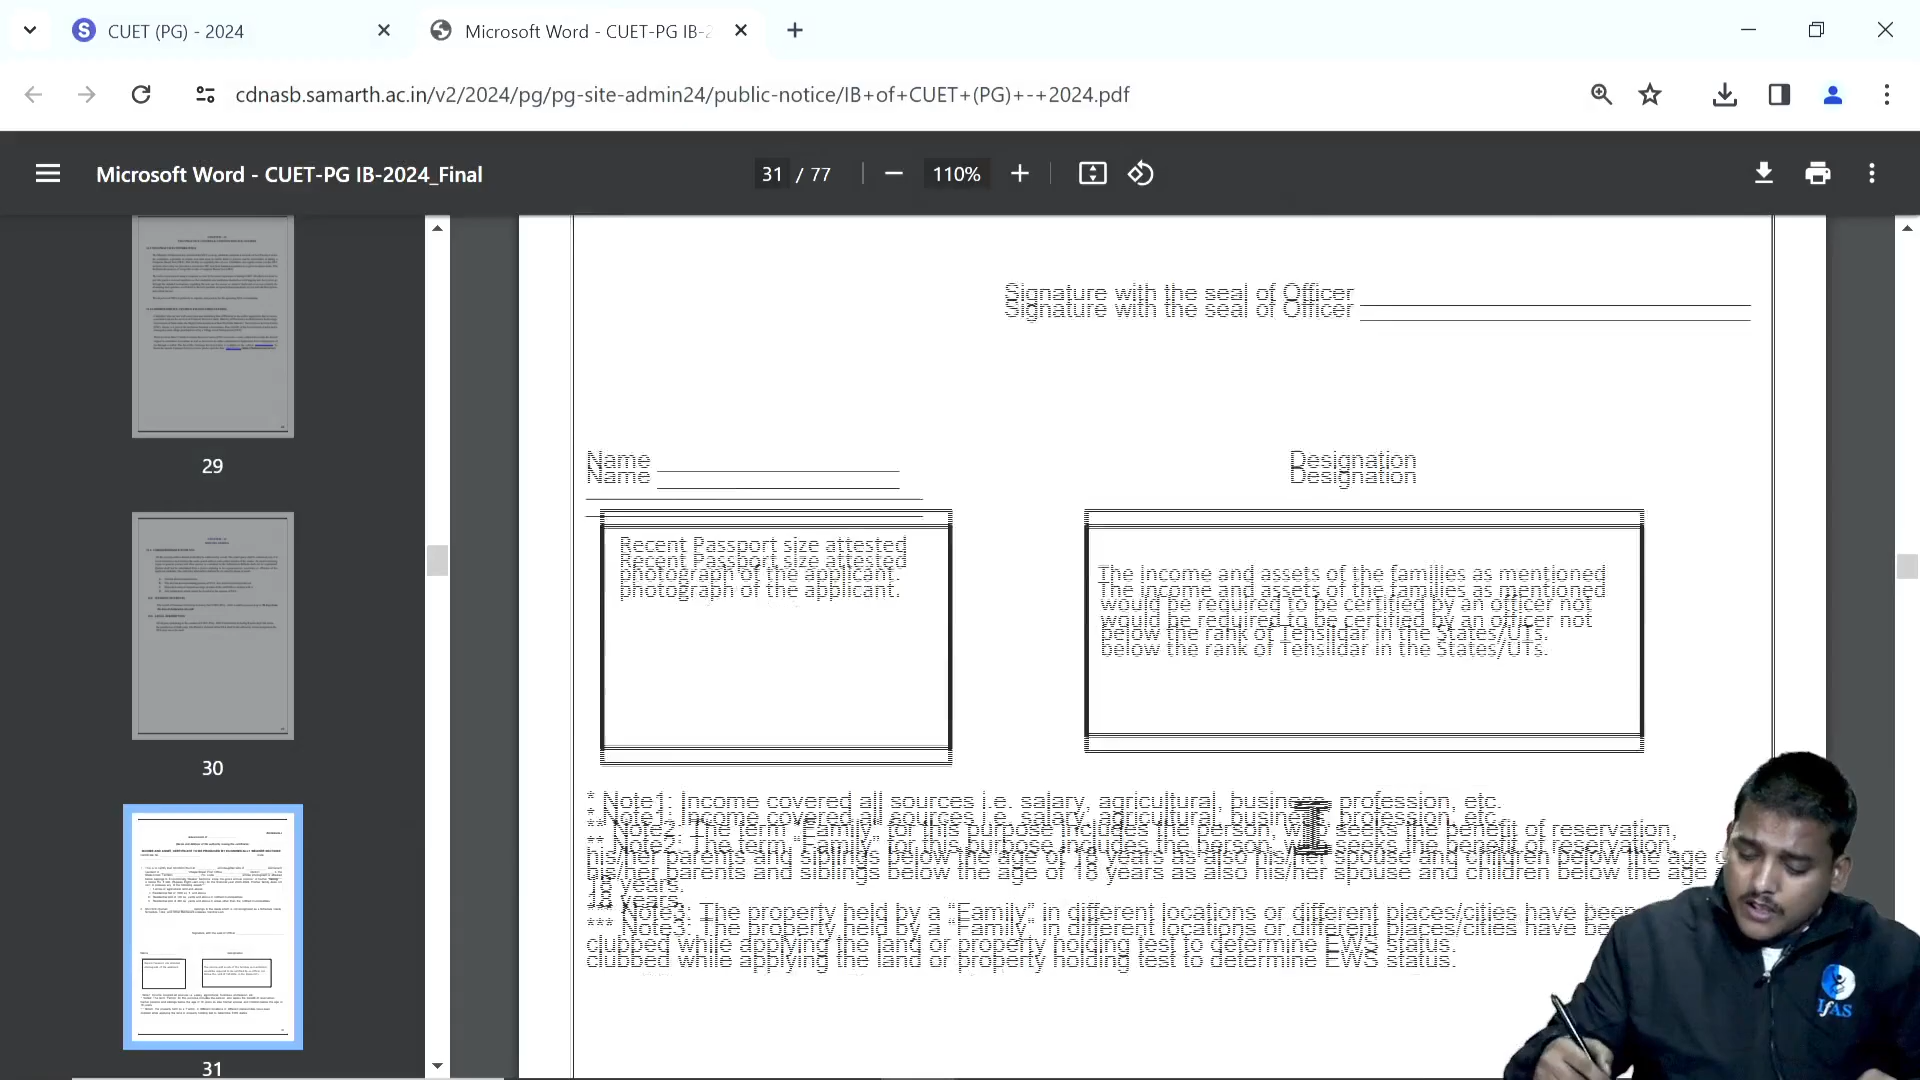 CUET (PG) - 2024
Microsoft Word - CUET-PG IB-2
cdnasb.samarth.ac.in/v2/2024/pg/pg-site-admin24/public-notice/IB+of+CUET+(PG)+-+2024.pdf
Microsoft Word - CUET-PG IB-2024_Final
31 / 77
110%
Signature with the seal of Officer
Name
Designation
Recent Passport size attested
photograph of the applicant.
The income and assets of the families as mentioned
would be required to be certified by an officer not
below the rank of Tehsildar in the States/UTs.
* Note1: Income covered all sources i.e. salary, agricultural, business, profession, etc.
** Note2: The term "Family" for this purpose includes the person, who seeks the benefit of reservation,
his/her parents and siblings below the age of 18 years as also his/her spouse and children below the age
18 years.
*** Note3: The property held by a "Family" in different locations or different places/cities have
clubbed while applying the land or property holding test to determine EWS status.
29
30
31
IFAS